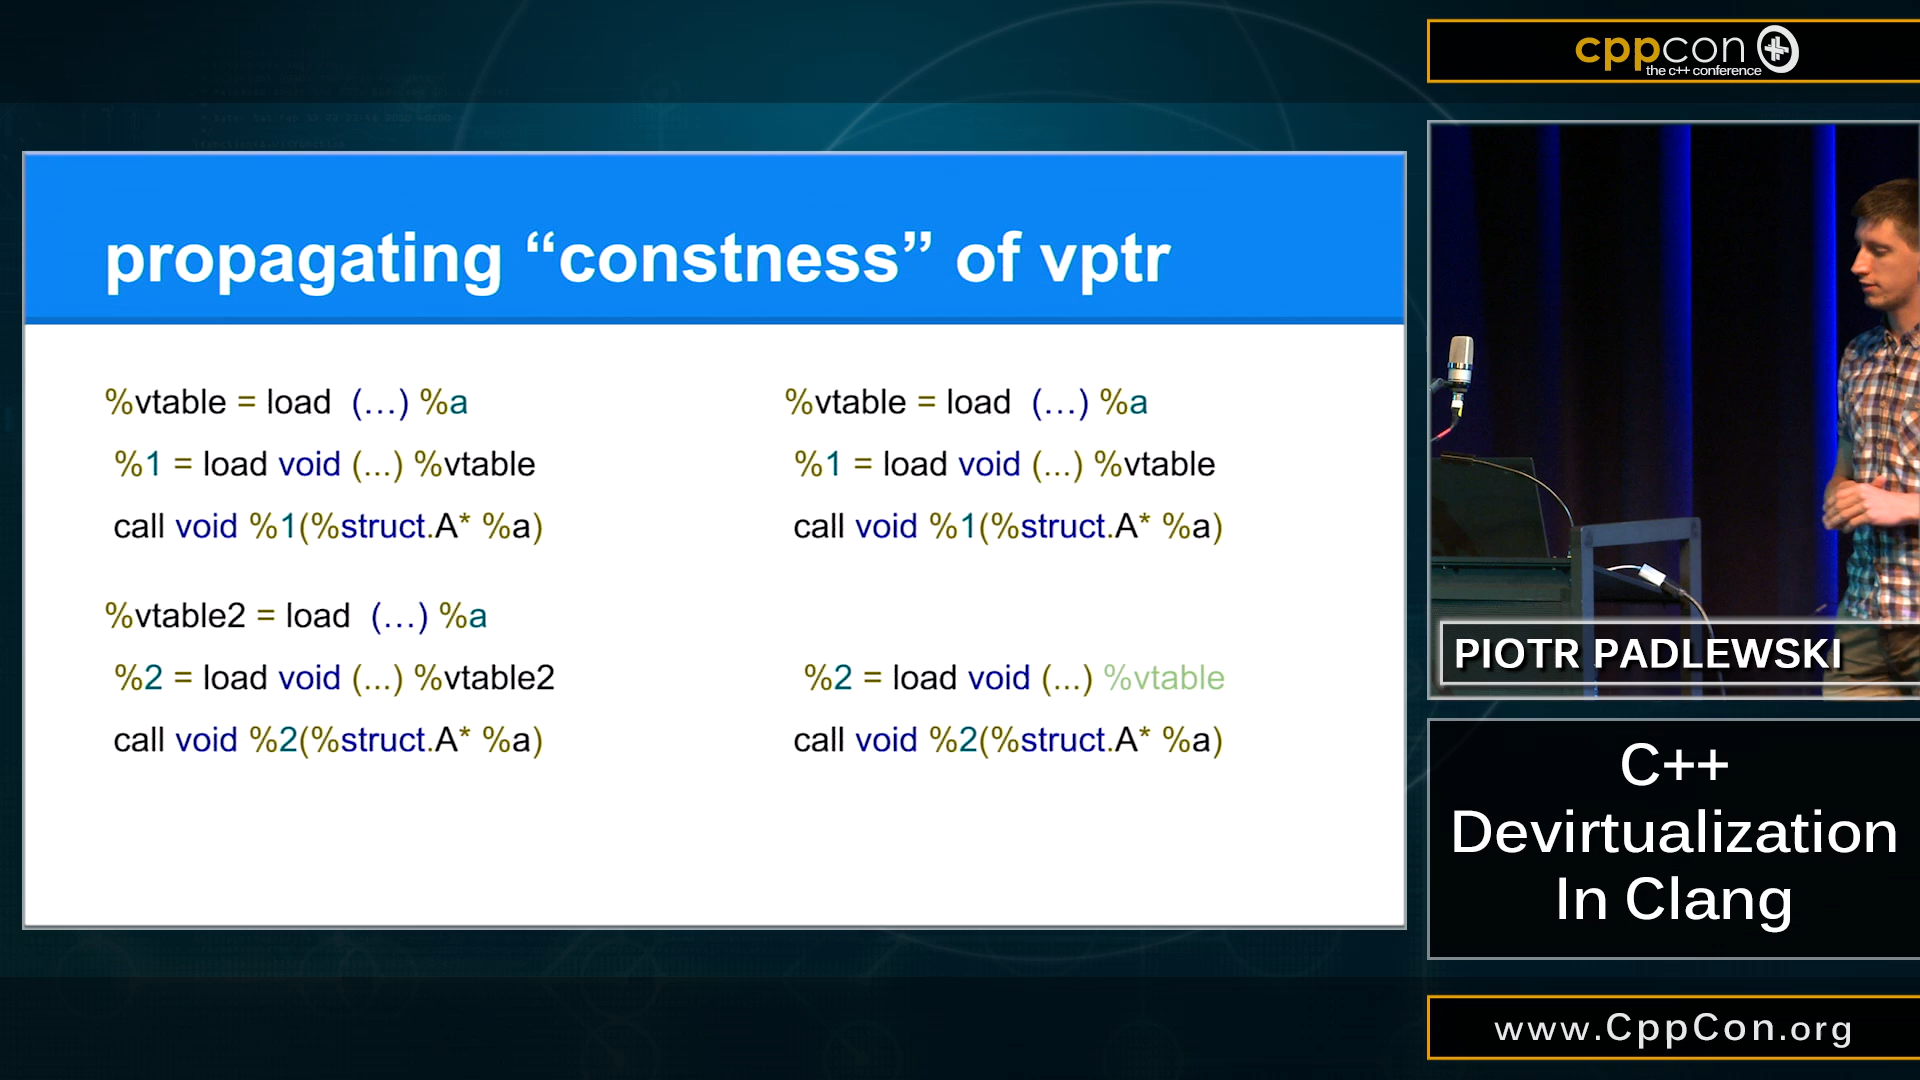 cppcon
the c++ conference
propagating “constness” of vptr
%vtable = load (…) %a
%1 = load void (...) %vtable
call void %1(%struct.A* %a)
%vtable2 = load (…) %a
%2 = load void (...) %vtable2
call void %2(%struct.A* %a)
%vtable = load (…) %a
%1 = load void (...) %vtable
call void %1(%struct.A* %a)
%2 = load void (...) %vtable
call void %2(%struct.A* %a)
PIOTR PADLEWSKI
C++
Devirtualization
In Clang
www.CppCon.org